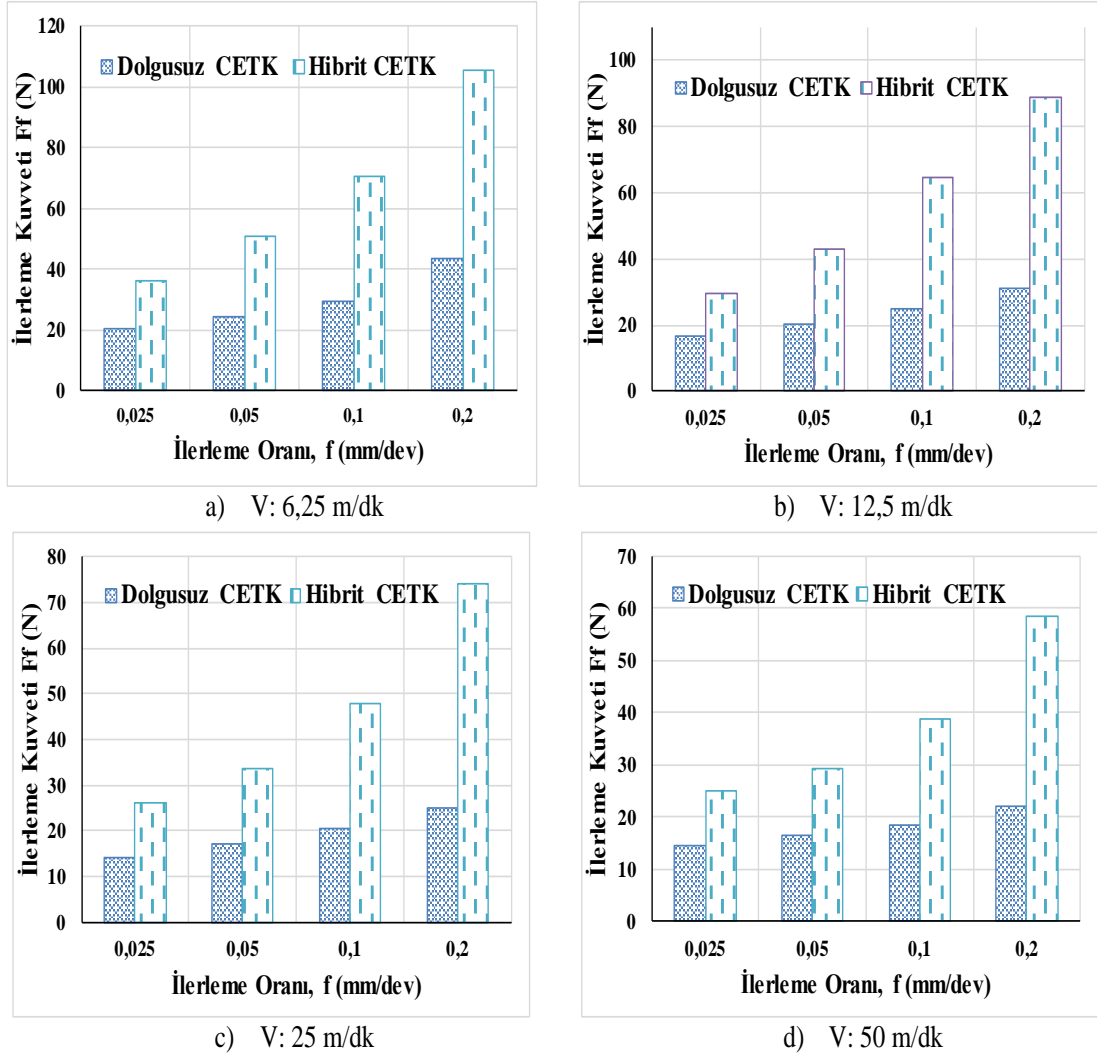 İlerleme Kuvveti Ff (N)
120
100
80
60
40
20
0
Dolgusuz CETK Hibrit CETK
0,025 0,05 0,1 0,2
İlerleme Oranı, f (mm/dev)
a) V: 6,25 m/dk
İlerleme Kuvveti Ff (N)
100
80
60
40
20
0
Dolgusuz CETK Hibrit CETK
0,025 0,05 0,1 0,2
İlerleme Oranı, f (mm/dev)
b) V: 12,5 m/dk
İlerleme Kuvveti Ff (N)
80
70
60
50
40
30
20
10
0
Dolgusuz CETK Hibrit CETK
0,025 0,05 0,1 0,2
İlerleme Oranı, f (mm/dev)
c) V: 25 m/dk
İlerleme Kuvveti Ff (N)
70
60
50
40
30
20
10
0
Dolgusuz CETK Hibrit CETK
0,025 0,05 0,1 0,2
İlerleme Oranı, f (mm/dev)
d) V: 50 m/dk